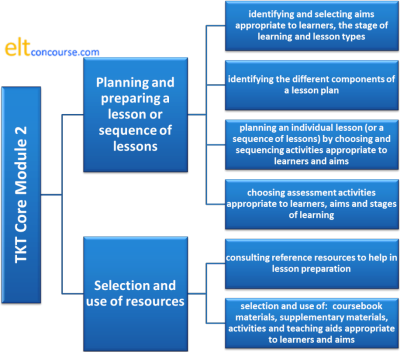 elt
concourse.com
TKT Core Module 2
Planning and
preparing a
lesson or
sequence of
lessons
identifying and selecting aims
appropriate to learners, the stage of
learning and lesson types
identifying the different components of
a lesson plan
planning an individual lesson (or a
sequence of lessons) by choosing and
sequencing activities appropriate to
learners and aims
choosing assessment activities
appropriate to learners, aims and stages
of learning
Selection and
use of resources
consulting reference resources to help in
lesson preparation
selection and use of: coursebook
materials, supplementary materials,
activities and teaching aids appropriate
to learners and aims